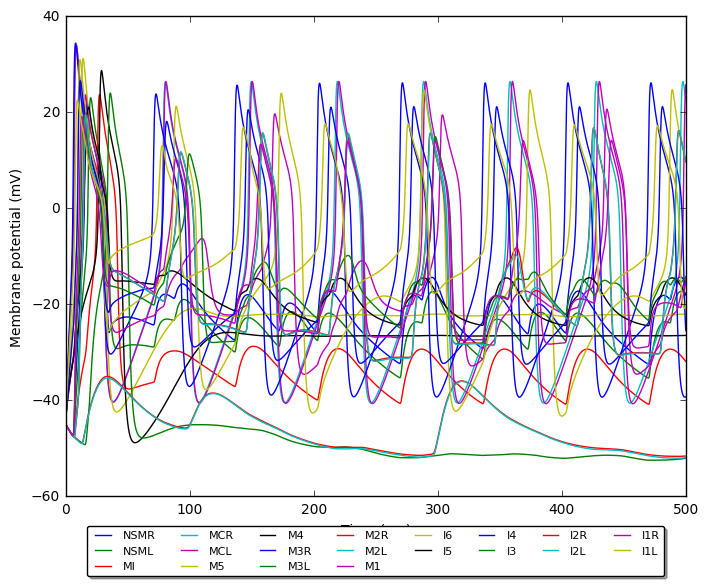 40
20
0
−20
−40
−60
Membrane potential (mV)
0 100 200 300 400 500
NSMR MCR M4 M2R I6 I4 I2R I1R
NSML MCL M3R M2L I5 I3 I2L I1L
MI M5 M3L M1